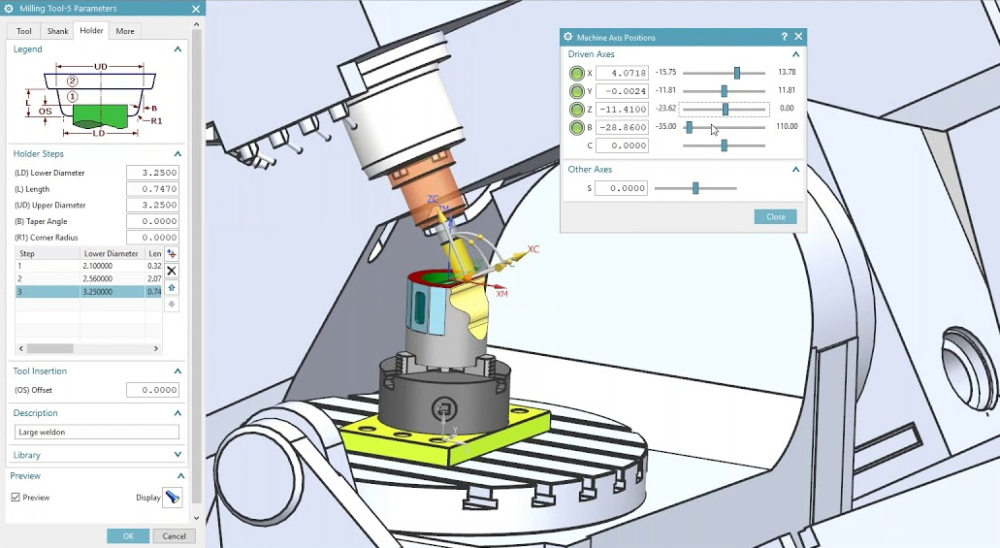 Milling Tool-5 Parameters
Tool Shank Holder More
Legend
UD
2
1
L
OS
B
R1
LD
Holder Steps
(LD) Lower Diameter 3.2500
(L) Length 0.7470
(UD) Upper Diameter 3.2500
(B) Taper Angle 0.0000
(R1) Corner Radius 0.0000
Step Lower Diameter Len
1 2.100000 0.32
2 2.560000 2.07
3 3.250000 0.74
Tool Insertion
(OS) Offset 0.0000
Description
Large weldon
Library
Preview
Preview Display
OK Cancel
Machine Axis Positions ?
Driven Axes
X 4.0718 -15.75 13.78
Y -0.0024 -11.81 11.81
Z -11.4100 -23.62 0.00
B -28.8600 -35.00 110.00
C 0.0000
Other Axes
S 0.0000
Close
ZC
ZM
XC
XM
Z
Y